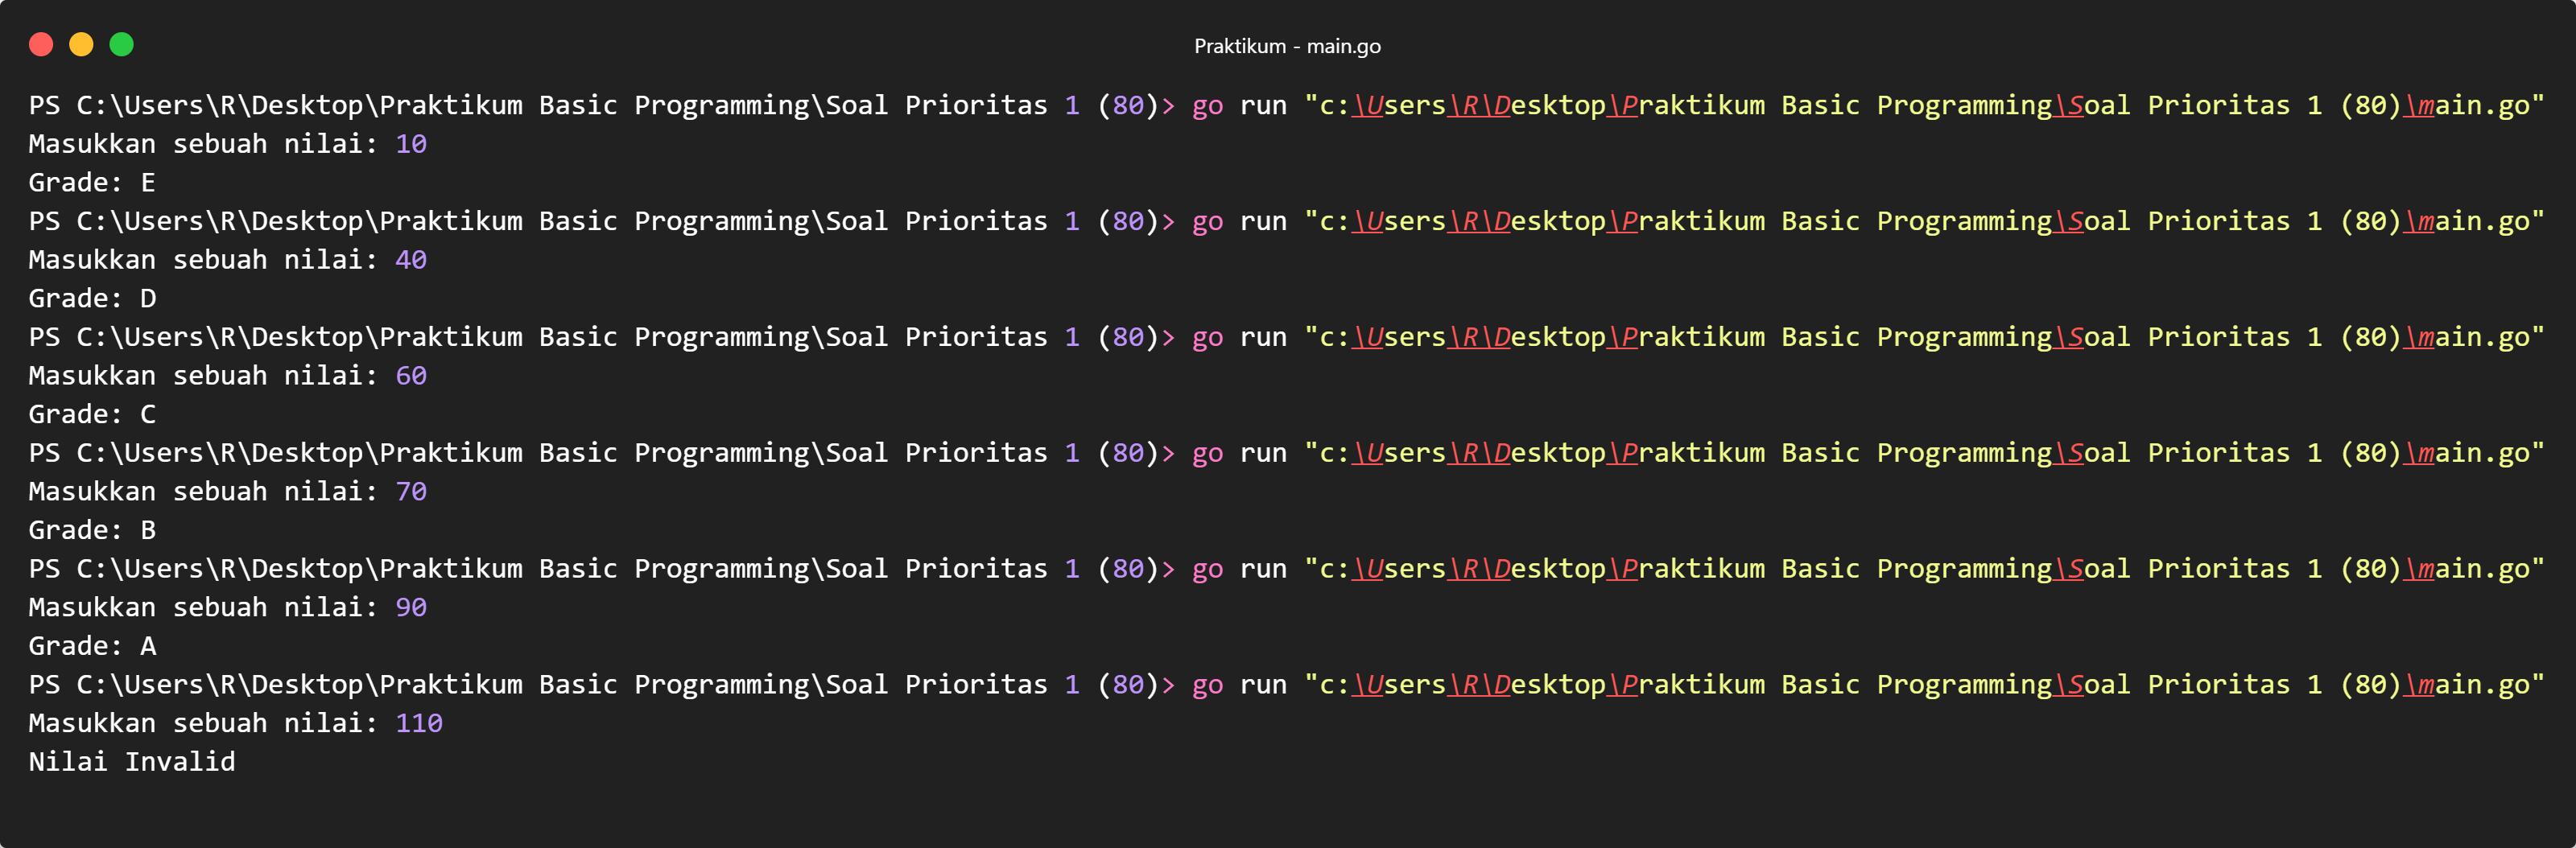 Praktikum - main.go
PS C:\Users\R\Desktop\Praktikum Basic Programming\Soal Prioritas 1 (80)> go run "c:\Users\R\Desktop\Praktikum Basic Programming\Soal Prioritas 1 (80)\main.go"
Masukkan sebuah nilai: 10
Grade: E
PS C:\Users\R\Desktop\Praktikum Basic Programming\Soal Prioritas 1 (80)> go run "c:\Users\R\Desktop\Praktikum Basic Programming\Soal Prioritas 1 (80)\main.go"
Masukkan sebuah nilai: 40
Grade: D
PS C:\Users\R\Desktop\Praktikum Basic Programming\Soal Prioritas 1 (80)> go run "c:\Users\R\Desktop\Praktikum Basic Programming\Soal Prioritas 1 (80)\main.go"
Masukkan sebuah nilai: 60
Grade: C
PS C:\Users\R\Desktop\Praktikum Basic Programming\Soal Prioritas 1 (80)> go run "c:\Users\R\Desktop\Praktikum Basic Programming\Soal Prioritas 1 (80)\main.go"
Masukkan sebuah nilai: 70
Grade: B
PS C:\Users\R\Desktop\Praktikum Basic Programming\Soal Prioritas 1 (80)> go run "c:\Users\R\Desktop\Praktikum Basic Programming\Soal Prioritas 1 (80)\main.go"
Masukkan sebuah nilai: 90
Grade: A
PS C:\Users\R\Desktop\Praktikum Basic Programming\Soal Prioritas 1 (80)> go run "c:\Users\R\Desktop\Praktikum Basic Programming\Soal Prioritas 1 (80)\main.go"
Masukkan sebuah nilai: 110
Nilai Invalid